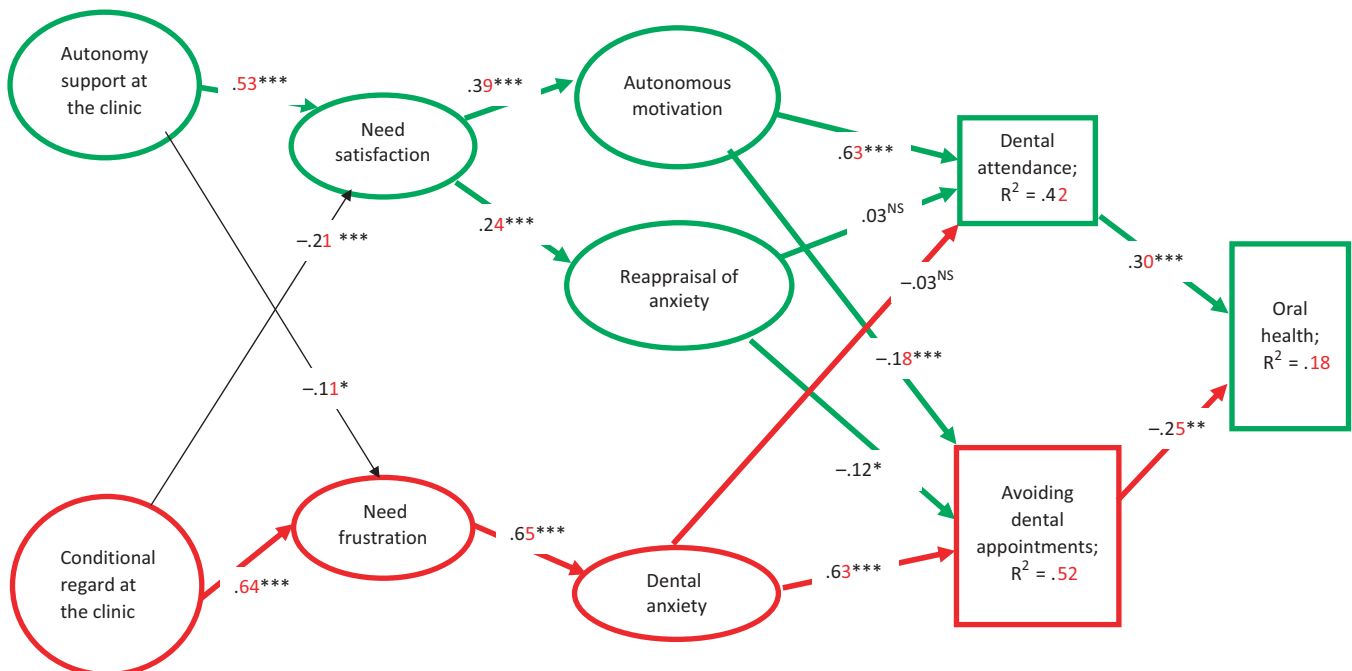 Autonomy
support at
the clinic
.53***
Need
satisfaction
.39***
Autonomous
motivation
.63***
Dental
attendance;
R² = .42
.24***
.03ᴺˢ
–.21 ***
Reappraisal of
anxiety
–.03ᴺˢ
.30***
Oral
health;
R² = .18
–.18***
–.11*
–.12*
–.25**
Conditional
regard at
the clinic
.64***
Need
frustration
.65***
Dental
anxiety
.63***
Avoiding
dental
appointments;
R² = .52